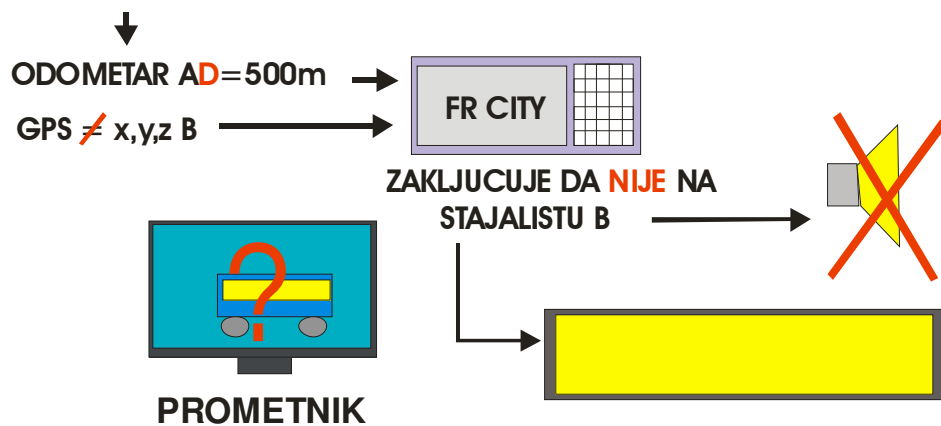 ODOMETAR AD=500m
GPS ≠ x,y,z B
FR CITY
ZAKLJUCUJE DA NIJE NA
STAJALISTU B
?
PROMETNIK